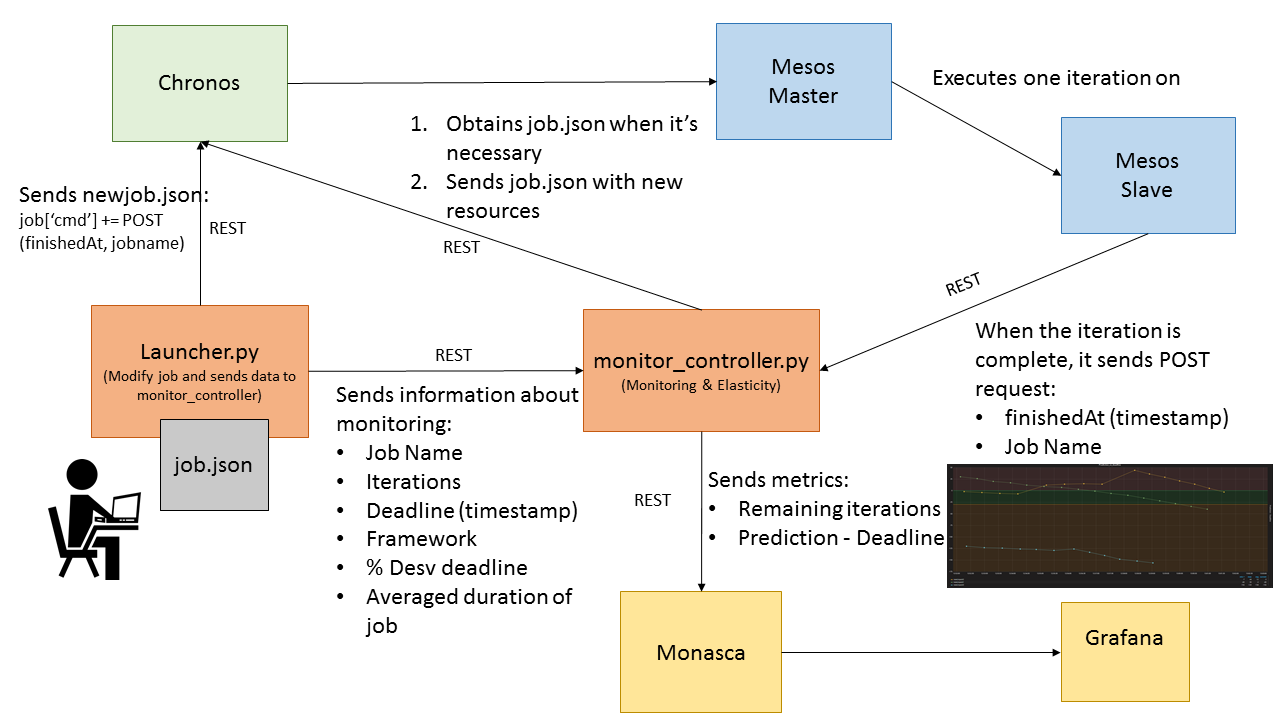 Chronos
Mesos
Master
Executes one iteration on
Mesos
Slave
1. Obtains job.json when it's
necessary
2. Sends job.json with new
resources
Sends newjob.json:
job[‘cmd’] += POST
(finishedAt, jobname)
REST
REST
REST
Launcher.py
(Modify job and sends data to
monitor_controller)
job.json
REST
monitor_controller.py
(Monitoring & Elasticity)
When the iteration is
complete, it sends POST
request:
• finishedAt (timestamp)
• Job Name
Sends information about
monitoring:
• Job Name
• Iterations
• Deadline (timestamp)
• Framework
• % Desv deadline
• Averaged duration of
job
REST
Sends metrics:
• Remaining iterations
• Prediction - Deadline
Monasca
Grafana